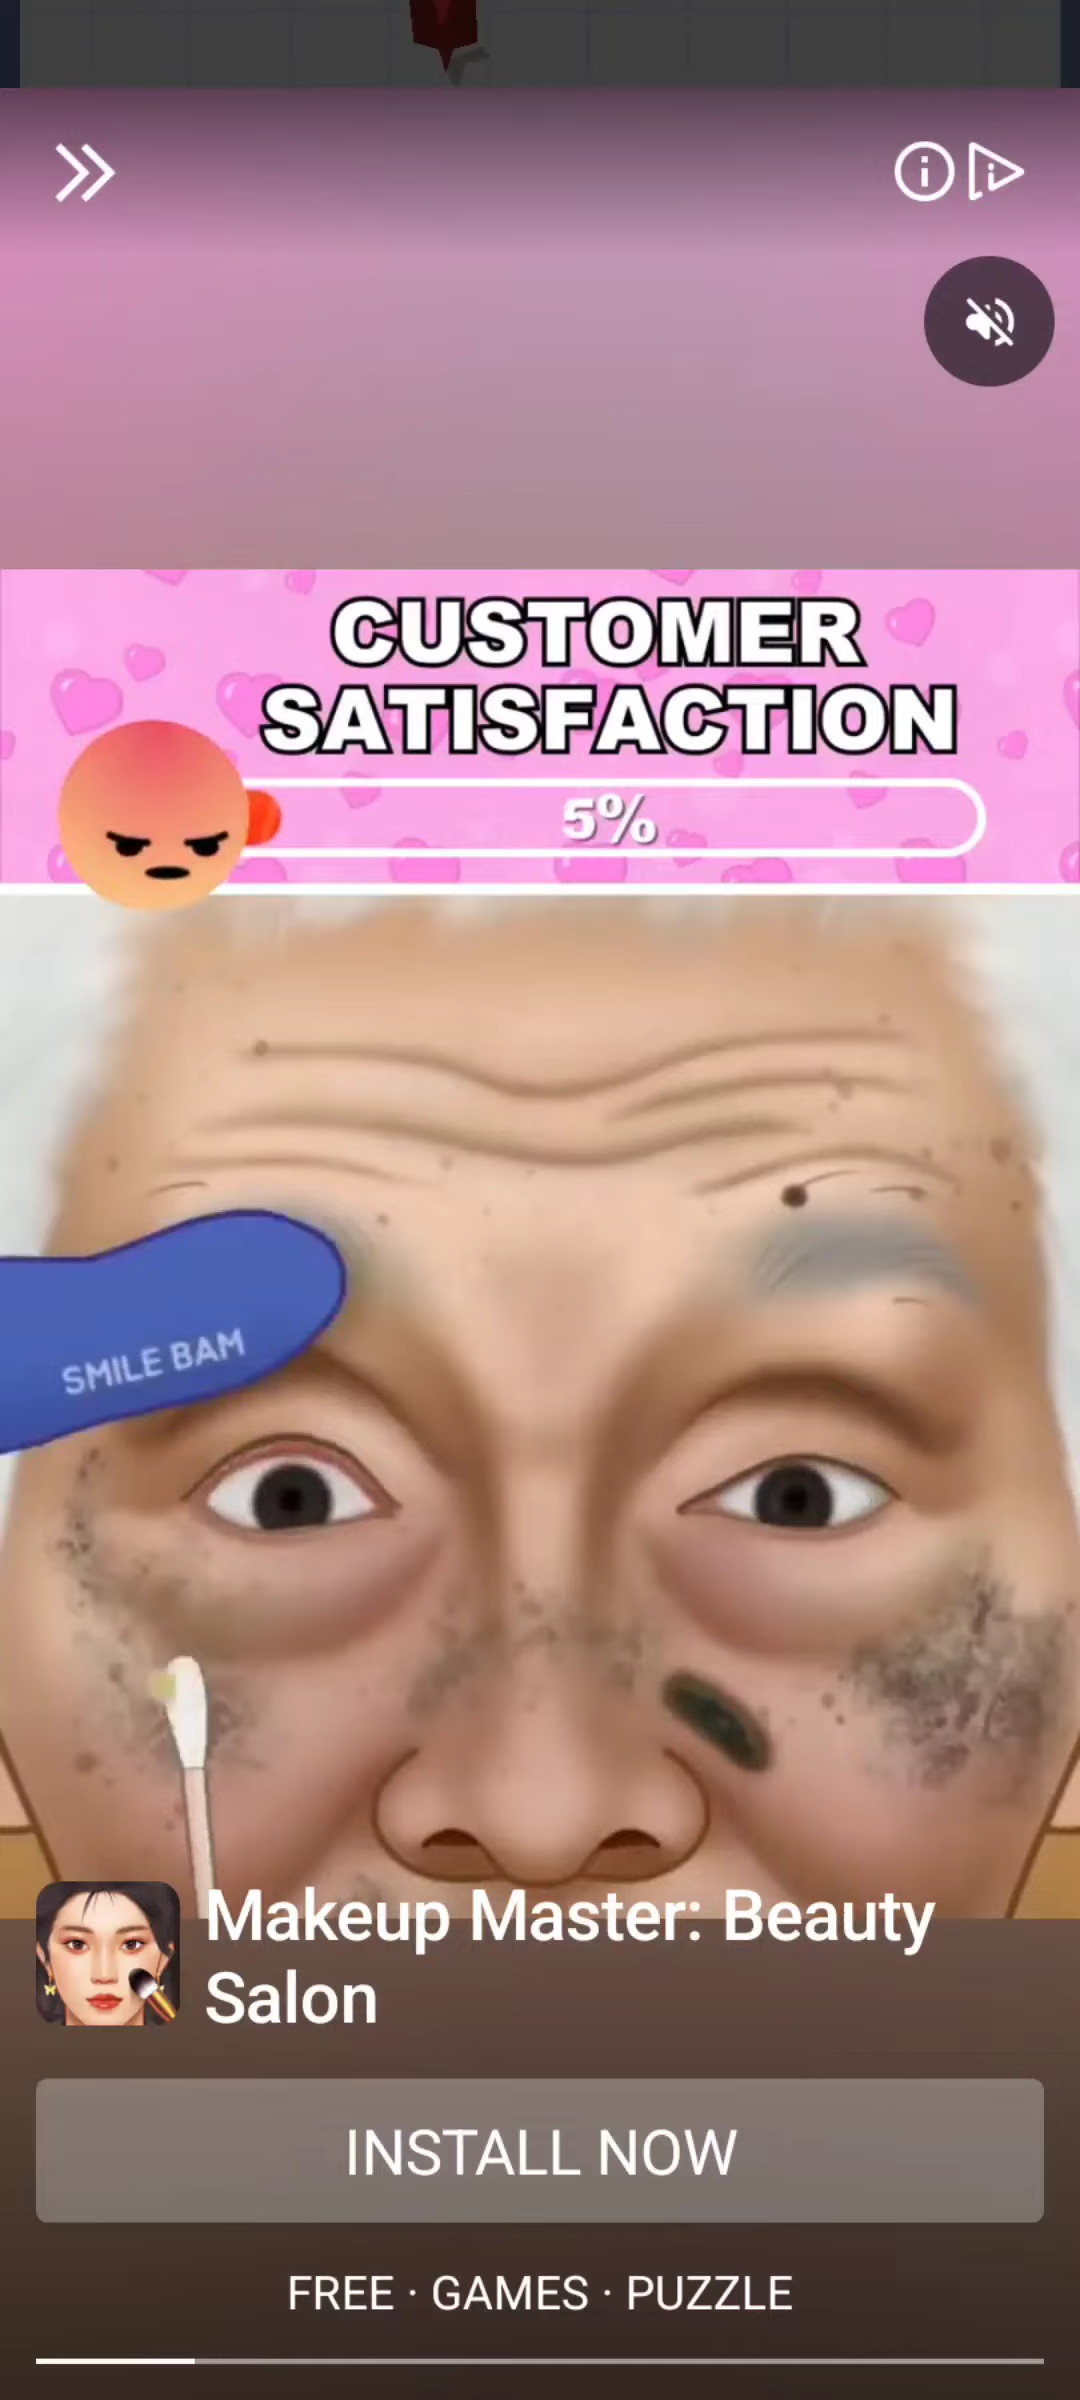 CUSTOMER
SATISFACTION
5%
SMILE BAM
Makeup Master: Beauty
Salon
INSTALL NOW
FREE · GAMES · PUZZLE